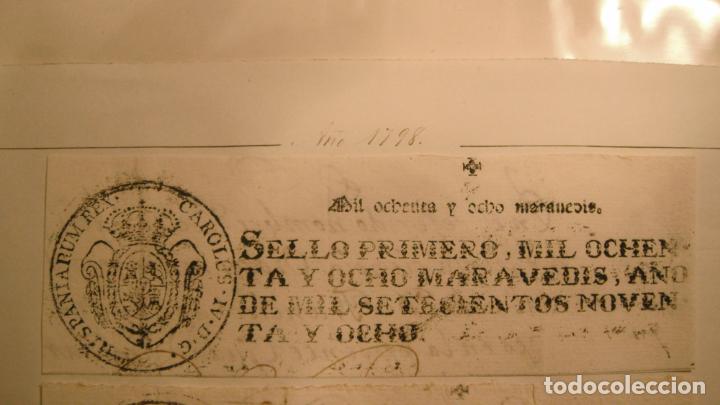 Año 1798.
Mil ochenta y ocho maravedis.
CAROLUS IV D. G. HISPANIARUM REX.
SELLO PRIMERO, MIL OCHEN-
TA Y OCHO MARAVEDIS, AÑO
DE MIL SETECIENTOS NOVEN
TA Y OCHO.
todocoleccion.net